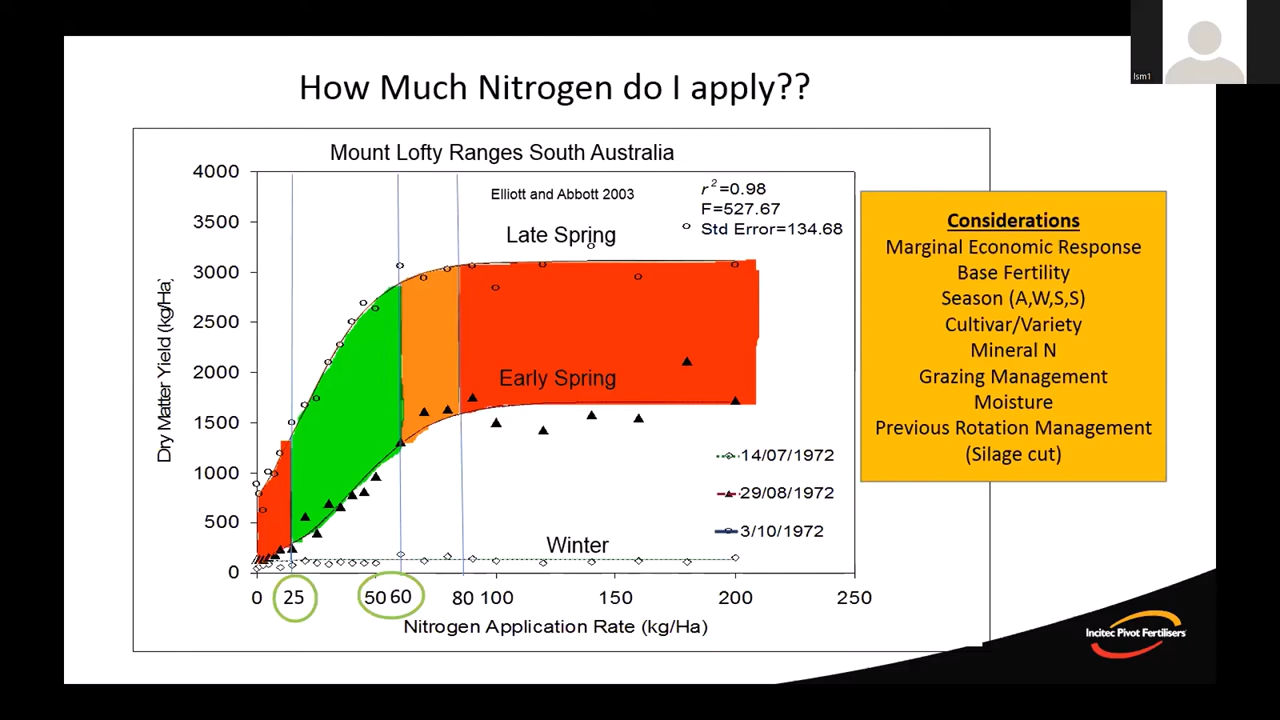 lsm1
How Much Nitrogen do I apply??
Mount Lofty Ranges South Australia
4000
3500
3000
2500
2000
1500
1000
500
0
Dry Matter Yield (kg/Ha)
Elliott and Abbott 2003
r²=0.98
F=527.67
Std Error=134.68
Late Spring
Early Spring
Winter
14/07/1972
29/08/1972
3/10/1972
0 25 50 60 80 100 150 200 250
Nitrogen Application Rate (kg/Ha)
Considerations
Marginal Economic Response
Base Fertility
Season (A,W,S,S)
Cultivar/Variety
Mineral N
Grazing Management
Moisture
Previous Rotation Management
(Silage cut)
Incitec Pivot Fertilisers